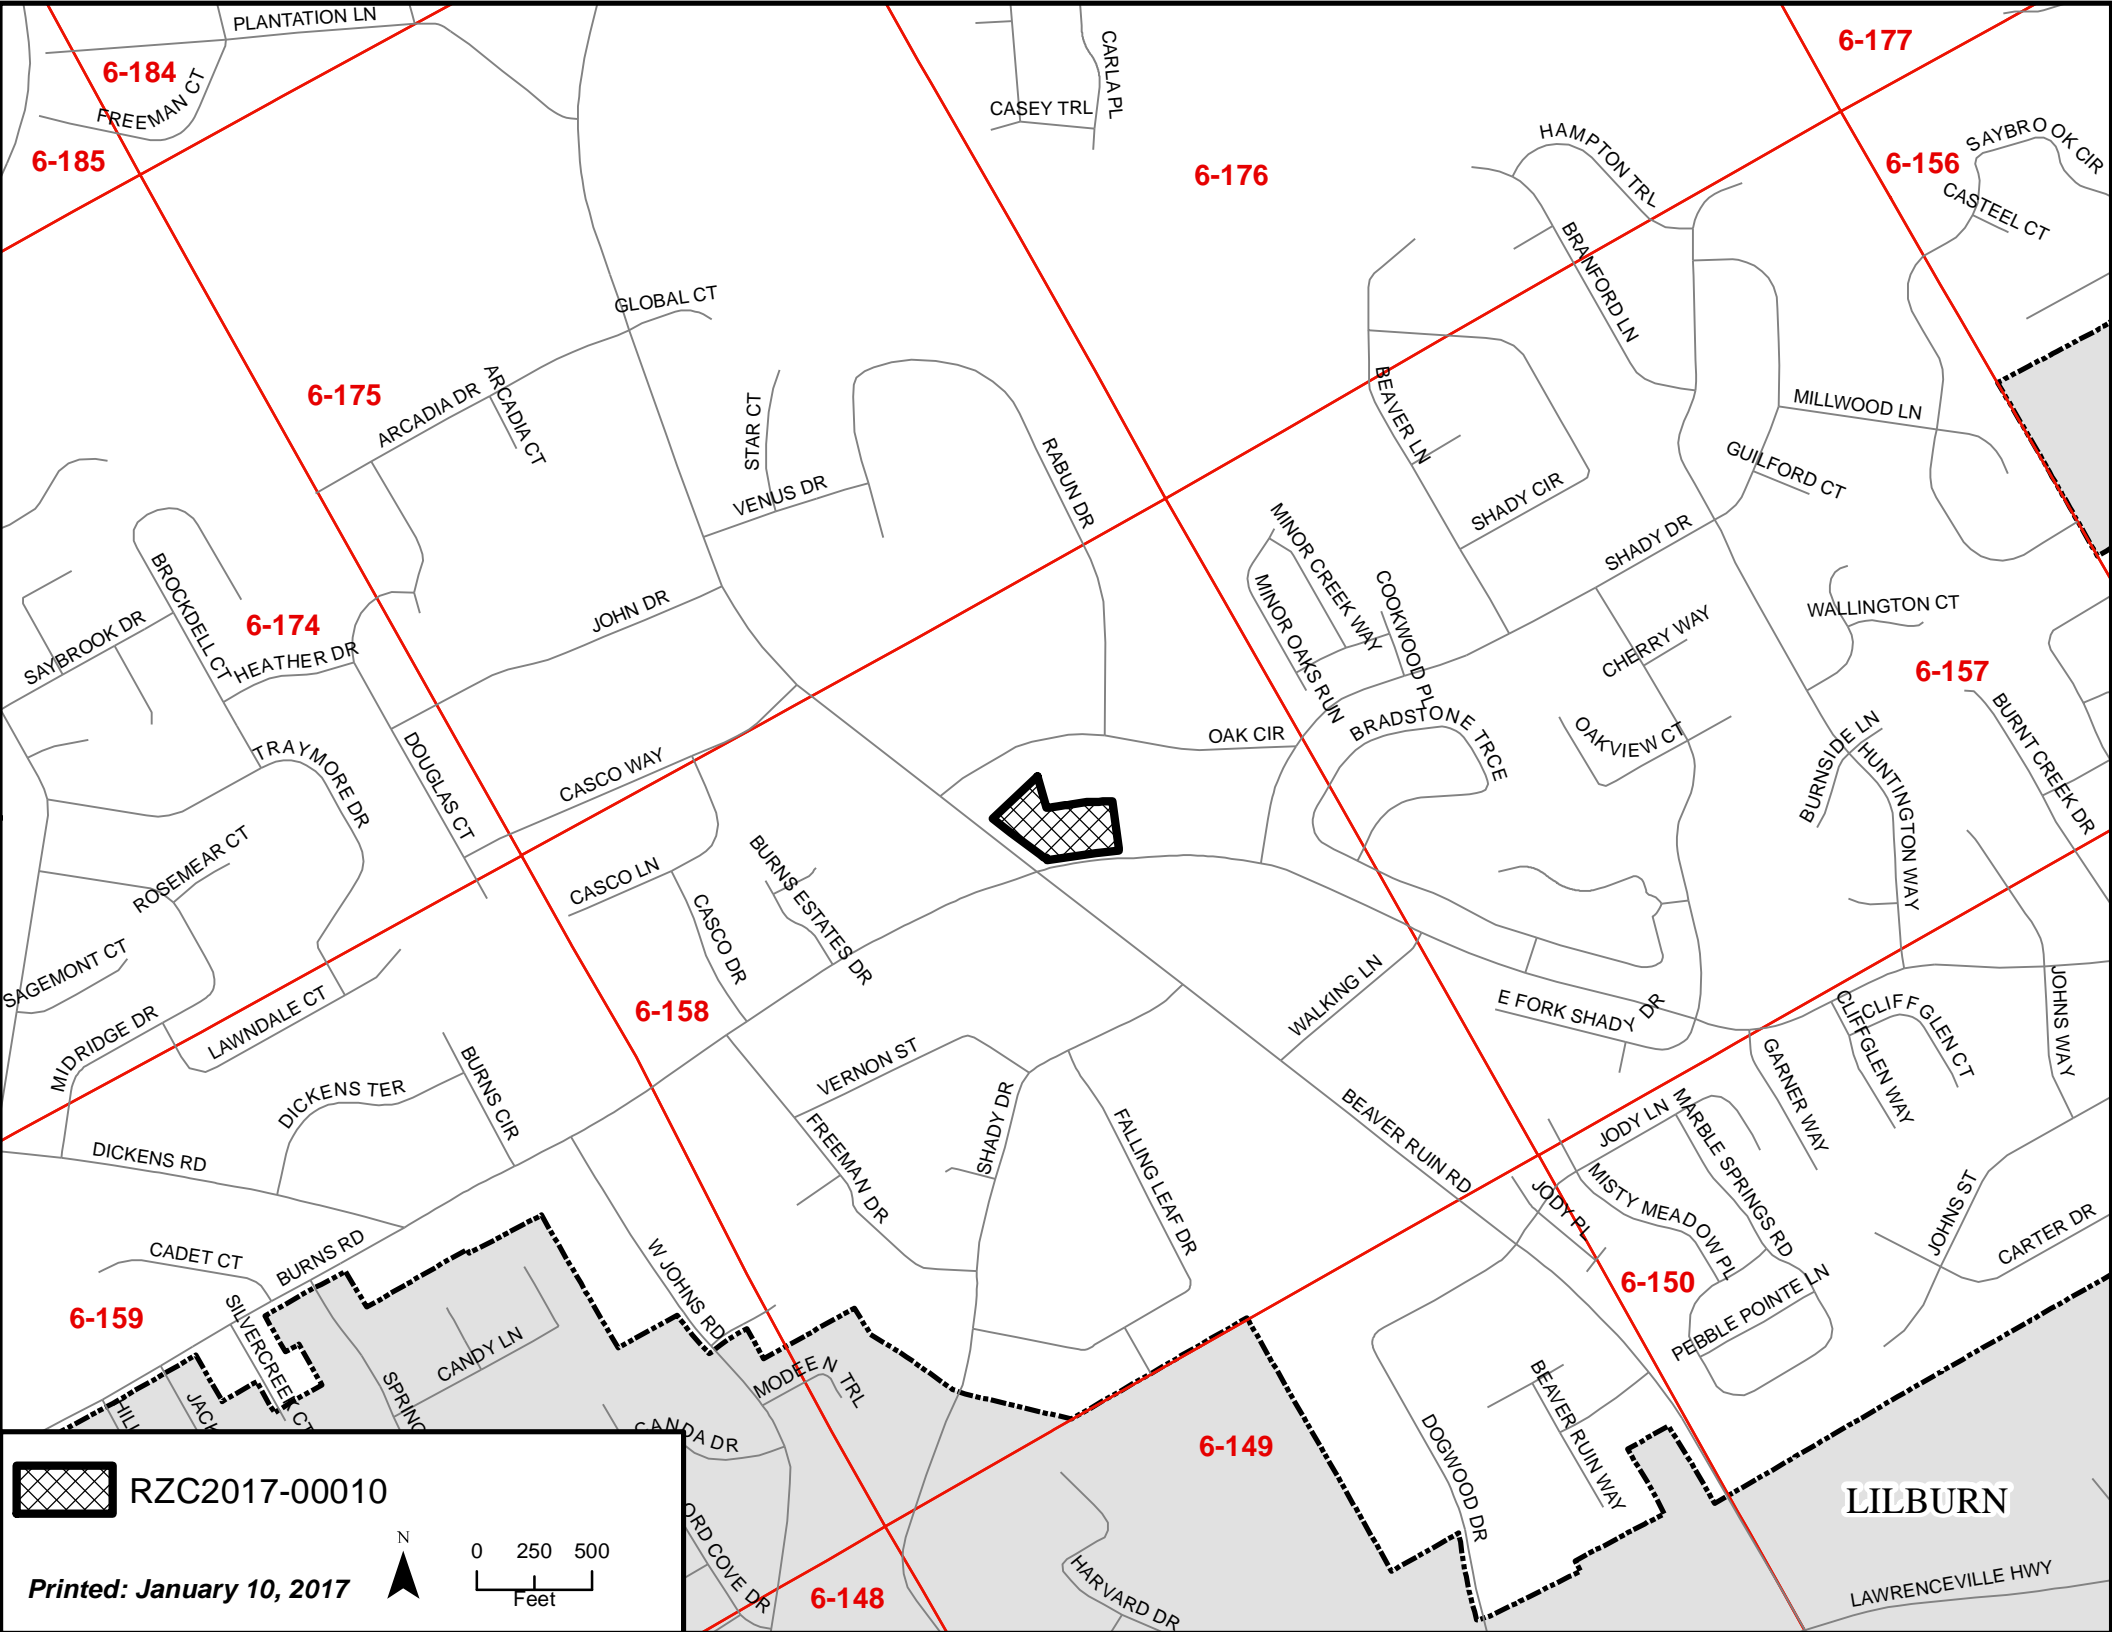 PLANTATION LN
6-184
FREEMAN CT
6-185
CARLA PL
CASEY TRL
6-176
6-177
HAMPTON TRL
SAYBROOK CIR
6-156
CASTEEL CT
BRANFORD LN
GLOBAL CT
6-175
ARCADIA DR
ARCADIA CT
STAR CT
VENUS DR
RABUN DR
BEAVER LN
MILLWOOD LN
GUILFORD CT
SHADY CIR
SHADY DR
MINOR CREEK WAY
MINOR OAKS RUN
COOKWOOD PL
CHERRY WAY
WALLINGTON CT
6-157
BROCKDELL CT
6-174
SAYBROOK DR
HEATHER DR
JOHN DR
TRAYMORE DR
DOUGLAS CT
CASCO WAY
OAK CIR
BRADSTONE TRCE
OAKVIEW CT
BURNSIDE LN
HUNTINGTON WAY
BURNT CREEK DR
ROSEMEAR CT
CASCO LN
CASCO DR
BURNS ESTATES DR
SAGEMONT CT
MIDRIDGE DR
LAWNDALE CT
6-158
WALKING LN
E FORK SHADY DR
CLIFFGLEN CT
CLIFFGLEN WAY
JOHNS WAY
GARNER WAY
DICKENS TER
BURNS CIR
VERNON ST
SHADY DR
FREEMAN DR
FALLING LEAF DR
BEAVER RUIN RD
JODY LN
MARBLE SPRINGS RD
MISTY MEADOW PL
JODY PL
DICKENS RD
JOHNS ST
CARTER DR
CADET CT
BURNS RD
6-159
SILVERCREEK CT
W JOHNS RD
6-150
PEBBLE POINTE LN
CANDY LN
SPRING
JACK
HILL
MODEEN TRL
CANDA DR
6-149
DOGWOOD DR
BEAVER RUIN WAY
LILBURN
ORD COVE DR
6-148
HARVARD DR
LAWRENCEVILLE HWY
RZC2017-00010
N
0 250 500
Feet
Printed: January 10, 2017